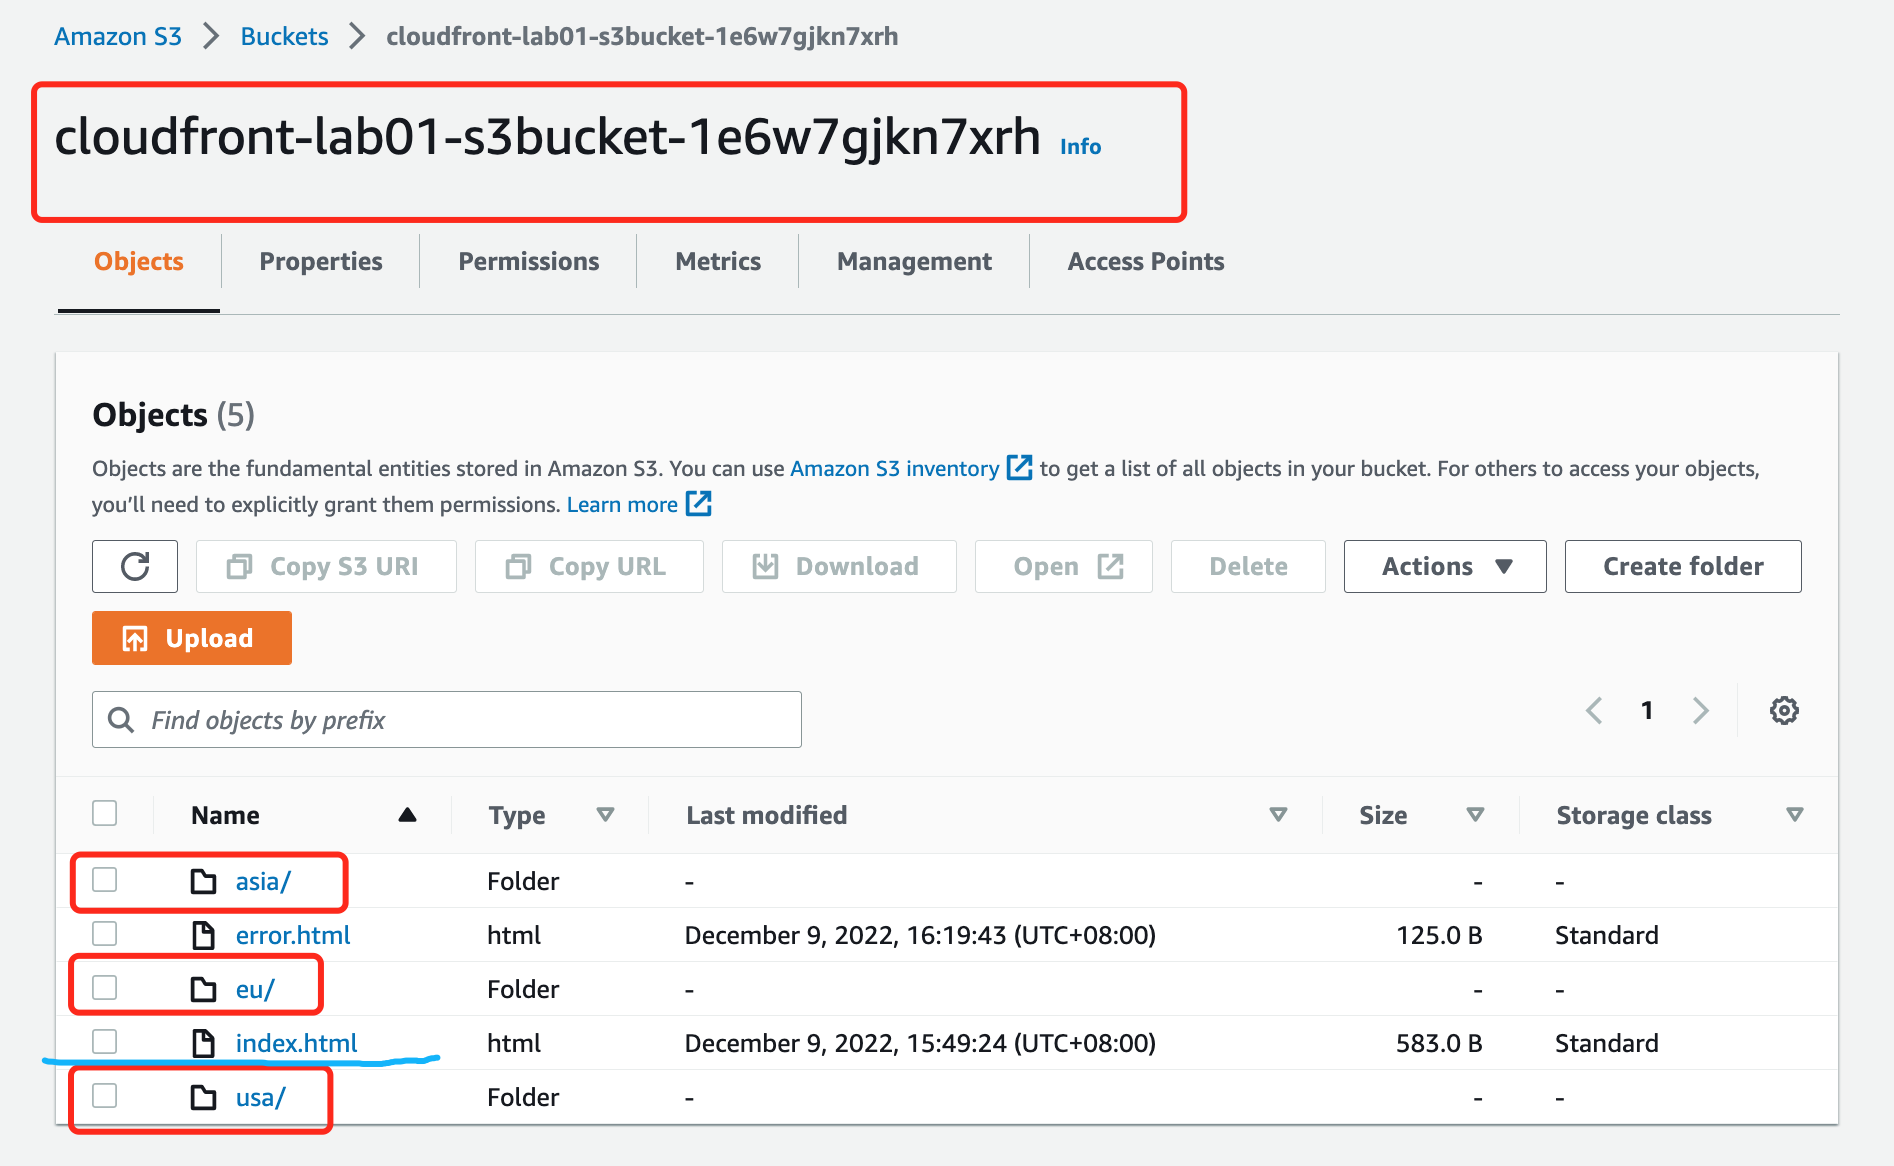 Amazon S3 > Buckets > cloudfront-lab01-s3bucket-1e6w7gjkn7xrh
cloudfront-lab01-s3bucket-1e6w7gjkn7xrh Info
Objects Properties Permissions Metrics Management Access Points
Objects (5)
Objects are the fundamental entities stored in Amazon S3. You can use Amazon S3 inventory to get a list of all objects in your bucket. For others to access your objects,
you’ll need to explicitly grant them permissions. Learn more
Copy S3 URI Copy URL Download Open Delete Actions Create folder
Upload
Find objects by prefix 1
Name Type Last modified Size Storage class
asia/ Folder - - -
error.html html December 9, 2022, 16:19:43 (UTC+08:00) 125.0 B Standard
eu/ Folder - - -
index.html html December 9, 2022, 15:49:24 (UTC+08:00) 583.0 B Standard
usa/ Folder - - -